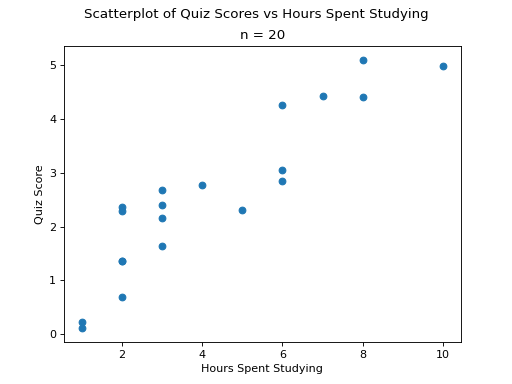 Scatterplot of Quiz Scores vs Hours Spent Studying
n = 20
5
4
3
2
1
0
Quiz Score
2 4 6 8 10
Hours Spent Studying